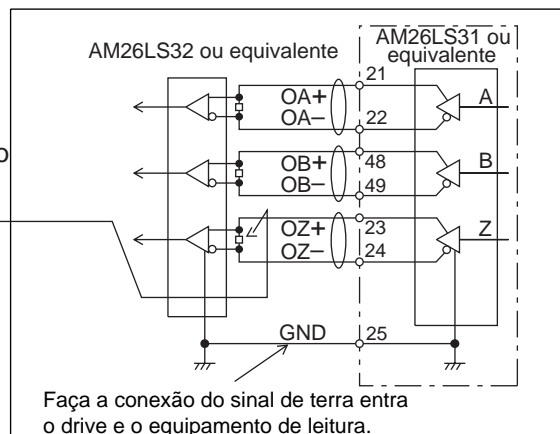 AM26LS32 ou equivalente
AM26LS31 ou
equivalente
21
OA+
OA−
22
A
o
OB+
48
OB−
49
B
OZ+
23
OZ−
24
Z
GND
25
Faça a conexão do sinal de terra entra
o drive e o equipamento de leitura.